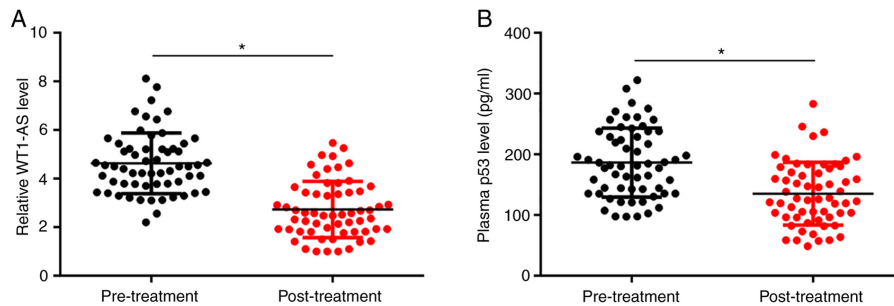 A
Relative WT1-AS level
10
8
6
4
2
0
*
Pre-treatment
Post-treatment
B
Plasma p53 level (pg/ml)
400
300
200
100
0
*
Pre-treatment
Post-treatment